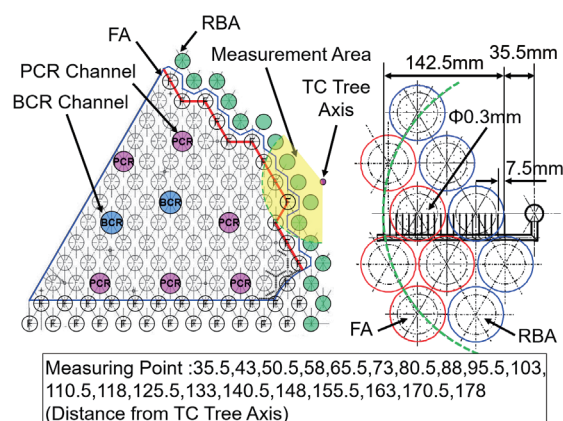 FA
RBA
PCR Channel
Measurement Area
BCR Channel
TC Tree
Axis
PCR
PCR
BCR
BCR
PCR
PCR
PCR
PCR
F
F
F
F
F
F
F
F
F
F
F
F
35.5mm
142.5mm
Φ0.3mm
7.5mm
FA
RBA
Measuring Point :35.5,43,50.5,58,65.5,73,80.5,88,95.5,103,
110.5,118,125.5,133,140.5,148,155.5,163,170.5,178
(Distance from TC Tree Axis)